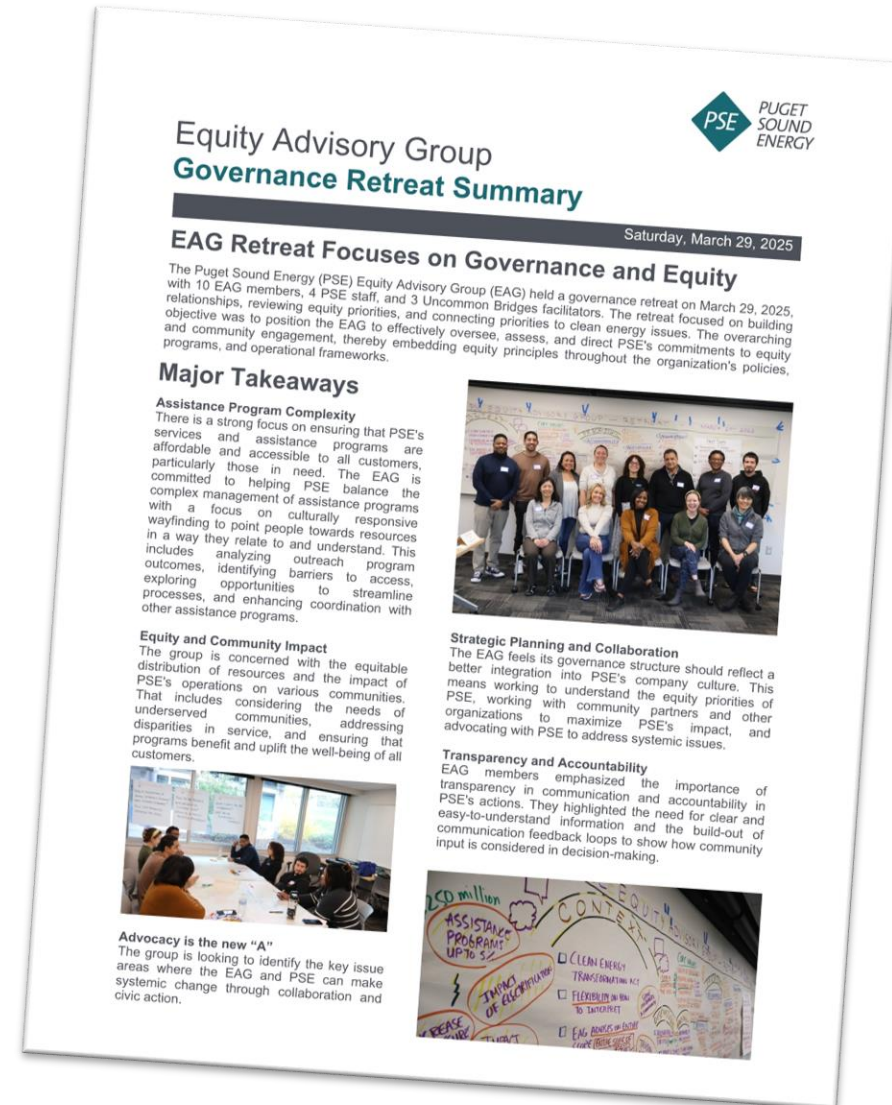 PSE
PUGET
SOUND
ENERGY
Equity Advisory Group
Governance Retreat Summary
Saturday, March 29, 2025
EAG Retreat Focuses on Governance and Equity
The Puget Sound Energy (PSE) Equity Advisory Group (EAG) held a governance retreat on March 29, 2025,
with 10 EAG members, 4 PSE staff, and 3 Uncommon Bridges facilitators. The retreat focused on building
relationships, reviewing equity priorities, and connecting priorities to clean energy issues. The overarching
objective was to position the EAG to effectively oversee, assess, and direct PSE's commitments to equity
and community engagement, thereby embedding equity principles throughout the organization's policies,
programs, and operational frameworks.
Major Takeaways
Assistance Program Complexity
There is a strong focus on ensuring that PSE's
services and assistance programs are
affordable and accessible to all customers,
particularly those in need. The EAG is
committed to helping PSE balance the
complex management of assistance programs
with a focus on culturally responsive
wayfinding to point people towards resources
in a way they relate to and understand. This
includes analyzing outreach program
outcomes, identifying barriers to access,
exploring opportunities to streamline
processes, and enhancing coordination with
other assistance programs.
Equity and Community Impact
The group is concerned with the equitable
distribution of resources and the impact of
PSE's operations on various communities.
That includes considering the needs of
underserved communities, addressing
disparities in service, and ensuring that
programs benefit and uplift the well-being of all
customers.
Advocacy is the new “A”
The group is looking to identify the key issue
areas where the EAG and PSE can make
systemic change through collaboration and
civic action.
Strategic Planning and Collaboration
The EAG feels its governance structure should reflect a
better integration into PSE's company culture. This
means working to understand the equity priorities of
PSE, working with community partners and other
organizations to maximize PSE's impact, and
advocating with PSE to address systemic issues.
Transparency and Accountability
EAG members emphasized the importance of
transparency in communication and accountability in
PSE's actions. They highlighted the need for clear and
easy-to-understand information and the build-out of
communication feedback loops to show how community
input is considered in decision-making.
250 million
ASSISTANCE
PROGRAMS
UP TO 5%
IMPACT
OF ELECTRIFICATION
CONTEXT
EQUITY ADVISORY
CLEAN ENERGY
TRANSFORMATION ACT
FLEXIBILITY ON HOW
TO INTERPRET
EAG ADVISES ON ENTIRE